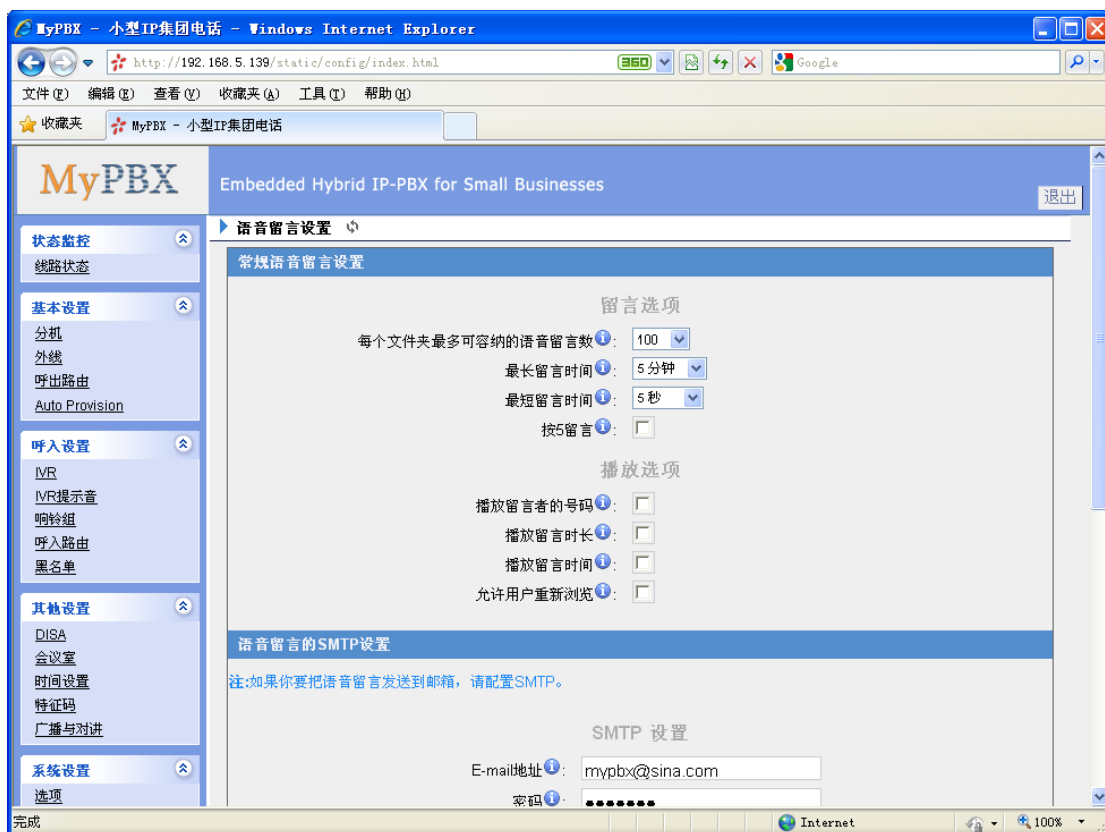 MyPBX - 小型IP集团电话 - Windows Internet Explorer
http://192.168.5.139/static/config/index.html
360
Google
文件(F) 编辑(E) 查看(V) 收藏夹(A) 工具(T) 帮助(H)
收藏夹 MyPBX - 小型IP集团电话
MyPBX
Embedded Hybrid IP-PBX for Small Businesses
退出
状态监控
线路状态
基本设置
分机
外线
呼出路由
Auto Provision
呼入设置
IVR
IVR提示音
响铃组
呼入路由
黑名单
其他设置
DISA
会议室
时间设置
特征码
广播与对讲
系统设置
选项
语音留言设置
常规语音留言设置
留言选项
每个文件夹最多可容纳的语音留言数: 100
最长留言时间: 5分钟
最短留言时间: 5秒
按5留言:
播放选项
播放留言者的号码:
播放留言时长:
播放留言时间:
允许用户重新浏览:
语音留言的SMTP设置
注:如果你要把语音留言发送到邮箱，请配置SMTP。
SMTP 设置
E-mail地址: mypbx@sina.com
密码: ●●●●●●●
完成 Internet 100%